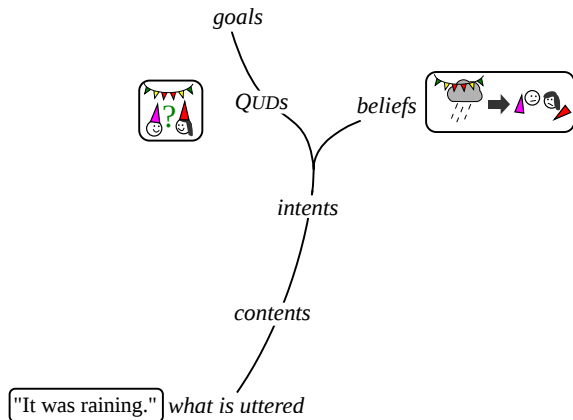 goals
QUDs
?
beliefs
intents
contents
"It was raining." what is uttered